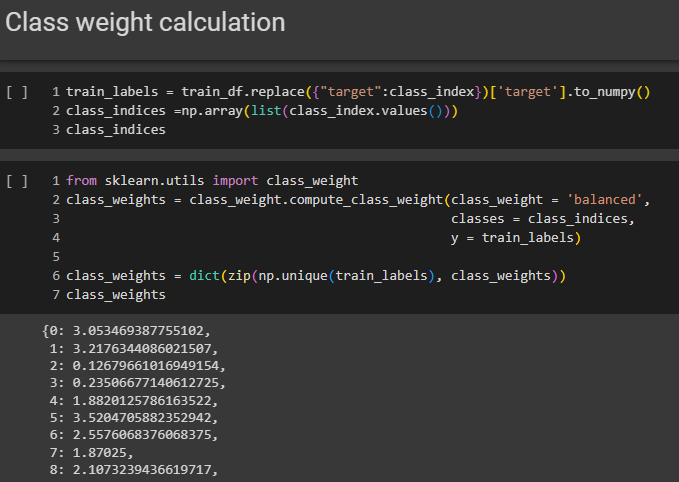 Class weight calculation
[ ] 1 train_labels = train_df.replace({"target":class_index})['target'].to_numpy()
2 class_indices =np.array(list(class_index.values()))
3 class_indices
[ ] 1 from sklearn.utils import class_weight
2 class_weights = class_weight.compute_class_weight(class_weight = 'balanced',
3 classes = class_indices,
4 y = train_labels)
5
6 class_weights = dict(zip(np.unique(train_labels), class_weights))
7 class_weights
{0: 3.053469387755102,
1: 3.2176344086021507,
2: 0.12679661016949154,
3: 0.23506677140612725,
4: 1.8820125786163522,
5: 3.5204705882352942,
6: 2.5576068376068375,
7: 1.87025,
8: 2.1073239436619717,